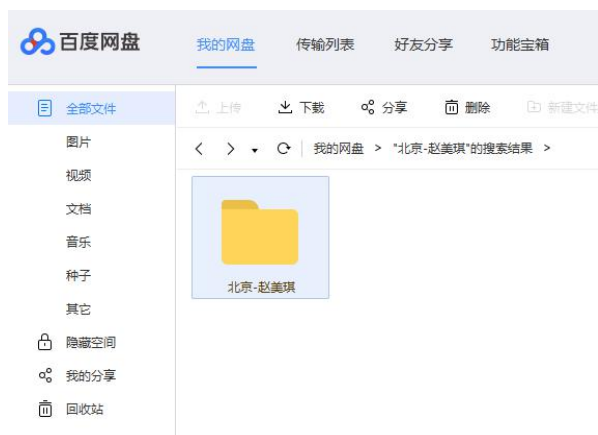 百度网盘
我的网盘 传输列表 好友分享 功能宝箱
全部文件
图片
视频
文档
音乐
种子
其它
隐藏空间
我的分享
回收站
上传 下载 分享 删除 新建文件
我的网盘 > "北京-赵美琪"的搜索结果 >
北京-赵美琪